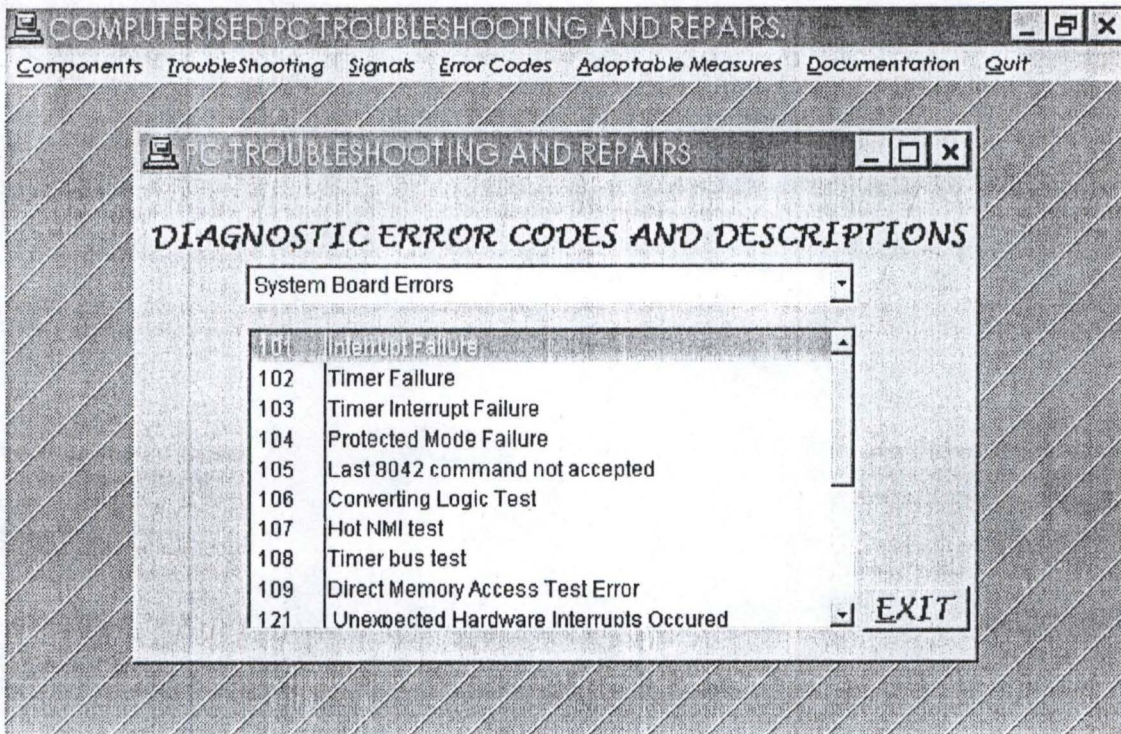 COMPUTERISED PC TROUBLESHOOTING AND REPAIRS.
Components TroubleShooting Signals Error Codes Adoptable Measures Documentation Quit
PC TROUBLESHOOTING AND REPAIRS
DIAGNOSTIC ERROR CODES AND DESCRIPTIONS
System Board Errors
101 Interrupt Failure
102 Timer Failure
103 Timer Interrupt Failure
104 Protected Mode Failure
105 Last 8042 command not accepted
106 Converting Logic Test
107 Hot NMI test
108 Timer bus test
109 Direct Memory Access Test Error
121 Unexpected Hardware Interrupts Occured
EXIT